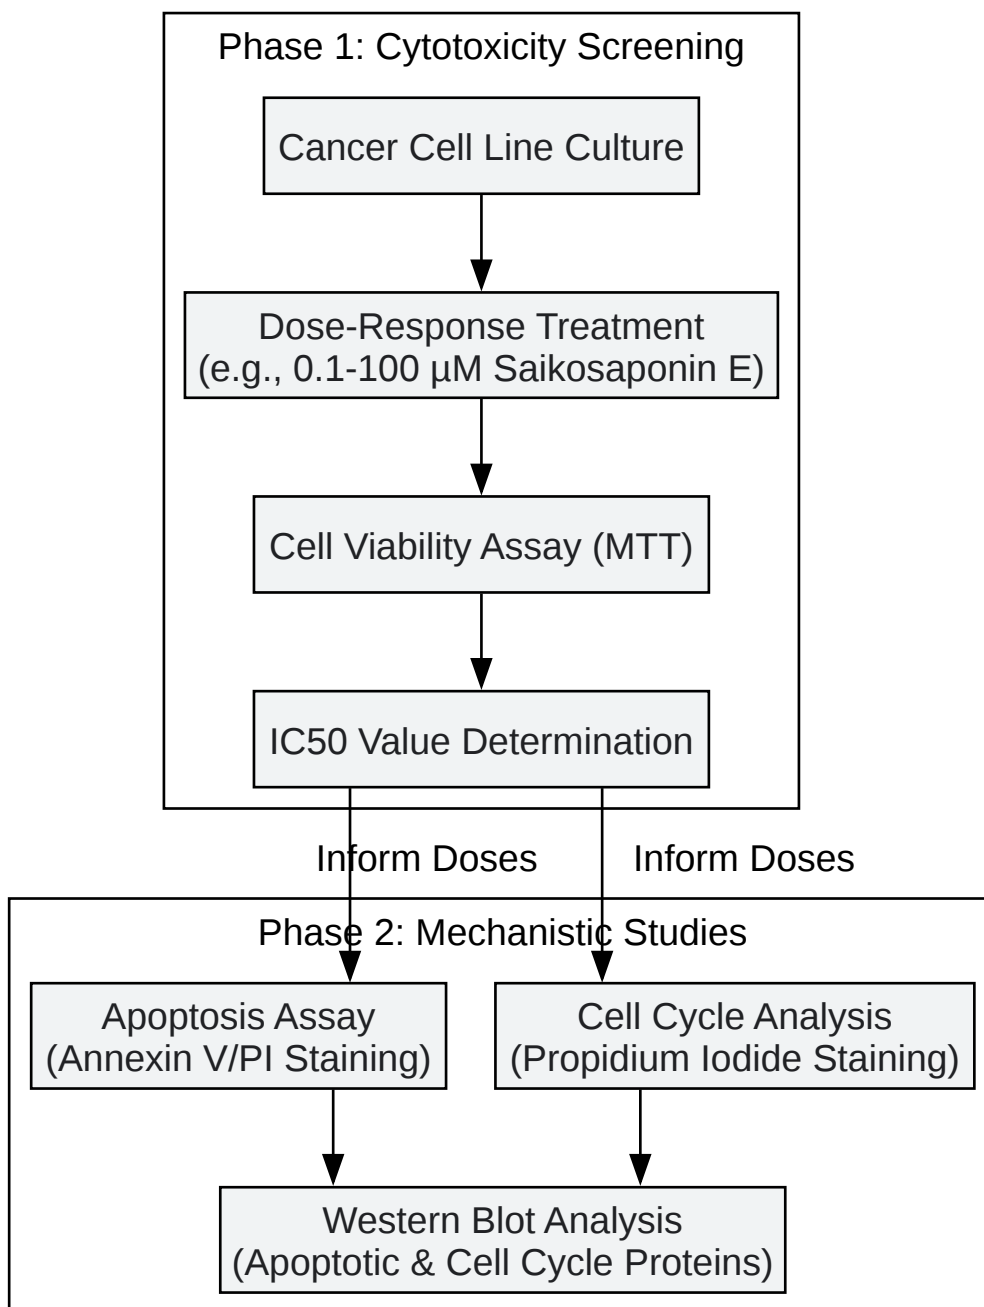 Phase 1: Cytotoxicity Screening
Cancer Cell Line Culture
Dose-Response Treatment
(e.g., 0.1-100 µM Saikosaponin E)
Cell Viability Assay (MTT)
IC50 Value Determination
Inform Doses
Inform Doses
Phase 2: Mechanistic Studies
Apoptosis Assay
(Annexin V/PI Staining)
Cell Cycle Analysis
(Propidium Iodide Staining)
Western Blot Analysis
(Apoptotic & Cell Cycle Proteins)